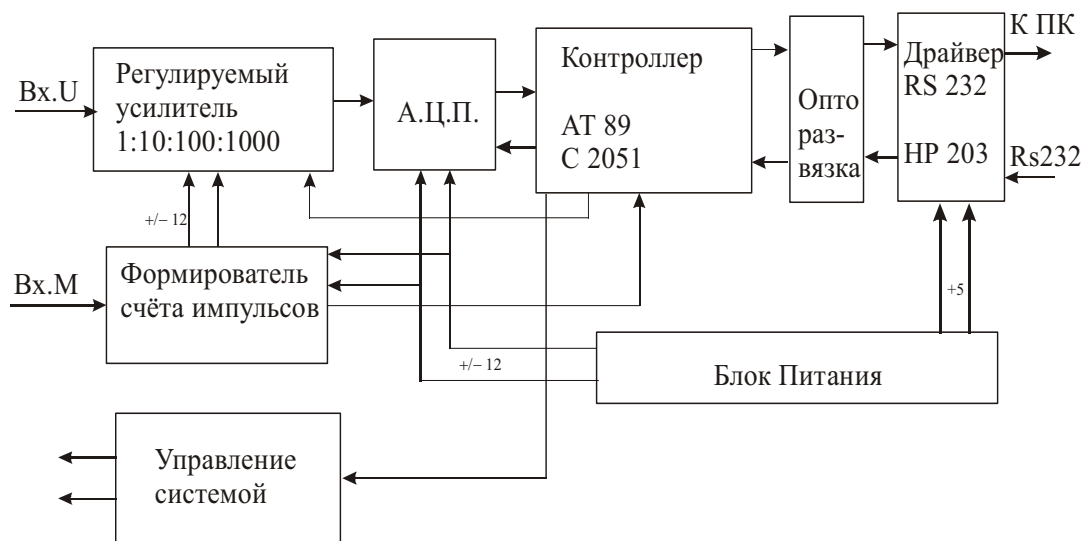 Вх.U
Регулируемый
усилитель
1:10:100:1000
А.Ц.П.
Контроллер
АТ 89
С 2051
Опто
раз-
вязка
Драйвер
RS 232
НР 203
К ПК
Rs232
+/− 12
Вх.М
Формирователь
счёта импульсов
+/− 12
+5
Блок Питания
Управление
системой